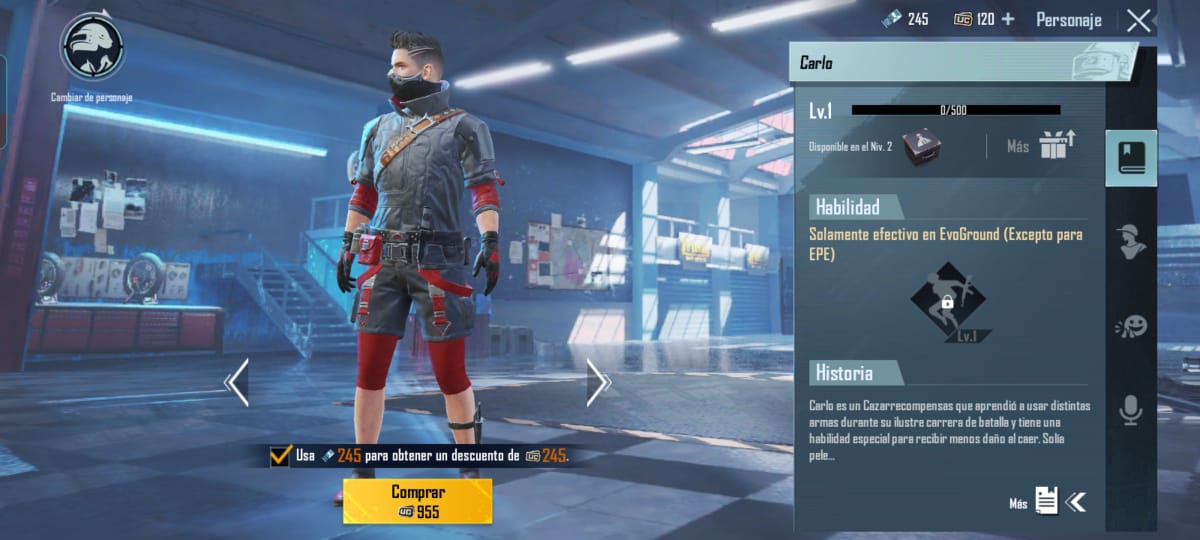 245
UC 120 +
Personaje
Cambiar de personaje
Carlo
Lv.1
0/500
Disponible en el Niv. 2
Más
Habilidad
Solamente efectivo en EvoGround (Excepto para
EPE)
Lv.1
Historia
Carlo es un Cazarrecompensas que aprendió a usar distintas
armas durante su ilustre carrera de batalla y tiene una
habilidad especial para recibir menos daño al caer. Solía
pele...
Más
Usa 245 para obtener un descuento de UC 245.
Comprar
UC 955